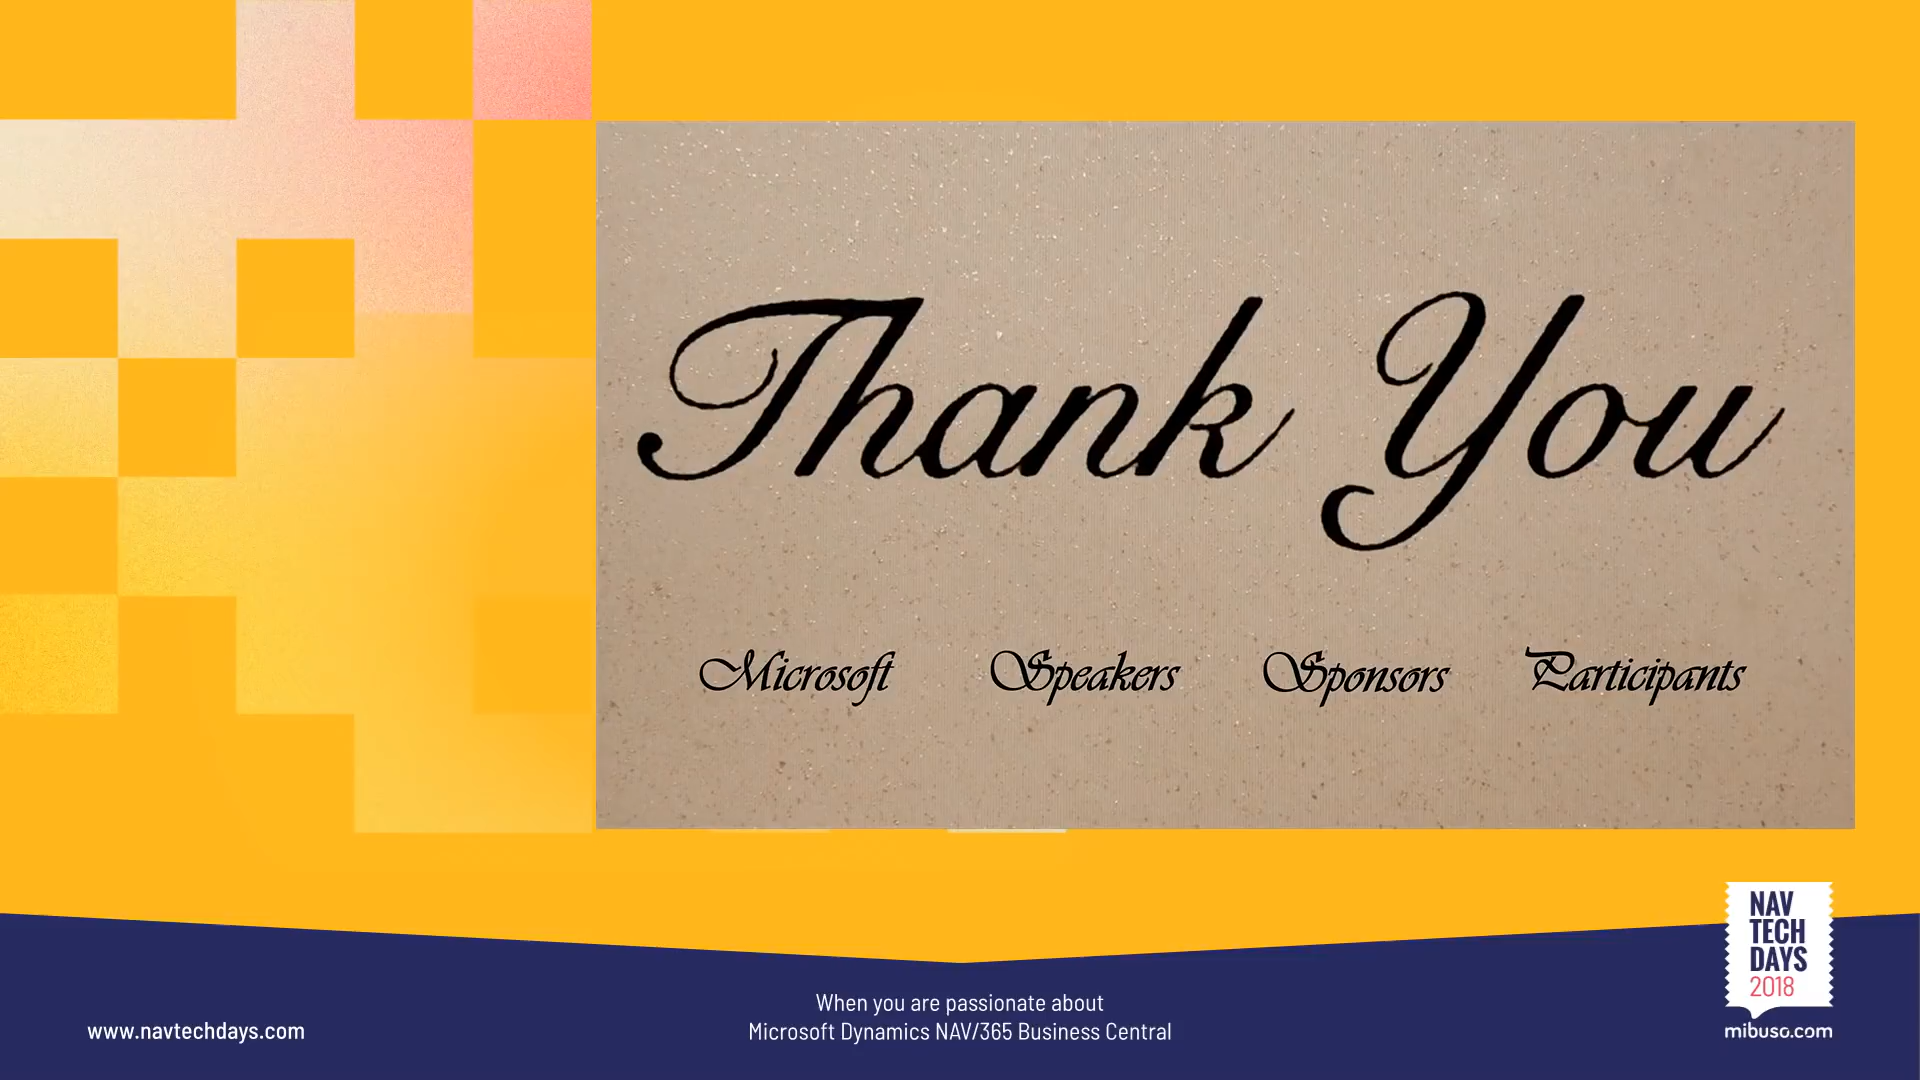 Thank You
Microsoft Speakers Sponsors Participants
NAV
TECH
DAYS
2018
mibuso.com
When you are passionate about
Microsoft Dynamics NAV/365 Business Central
www.navtechdays.com